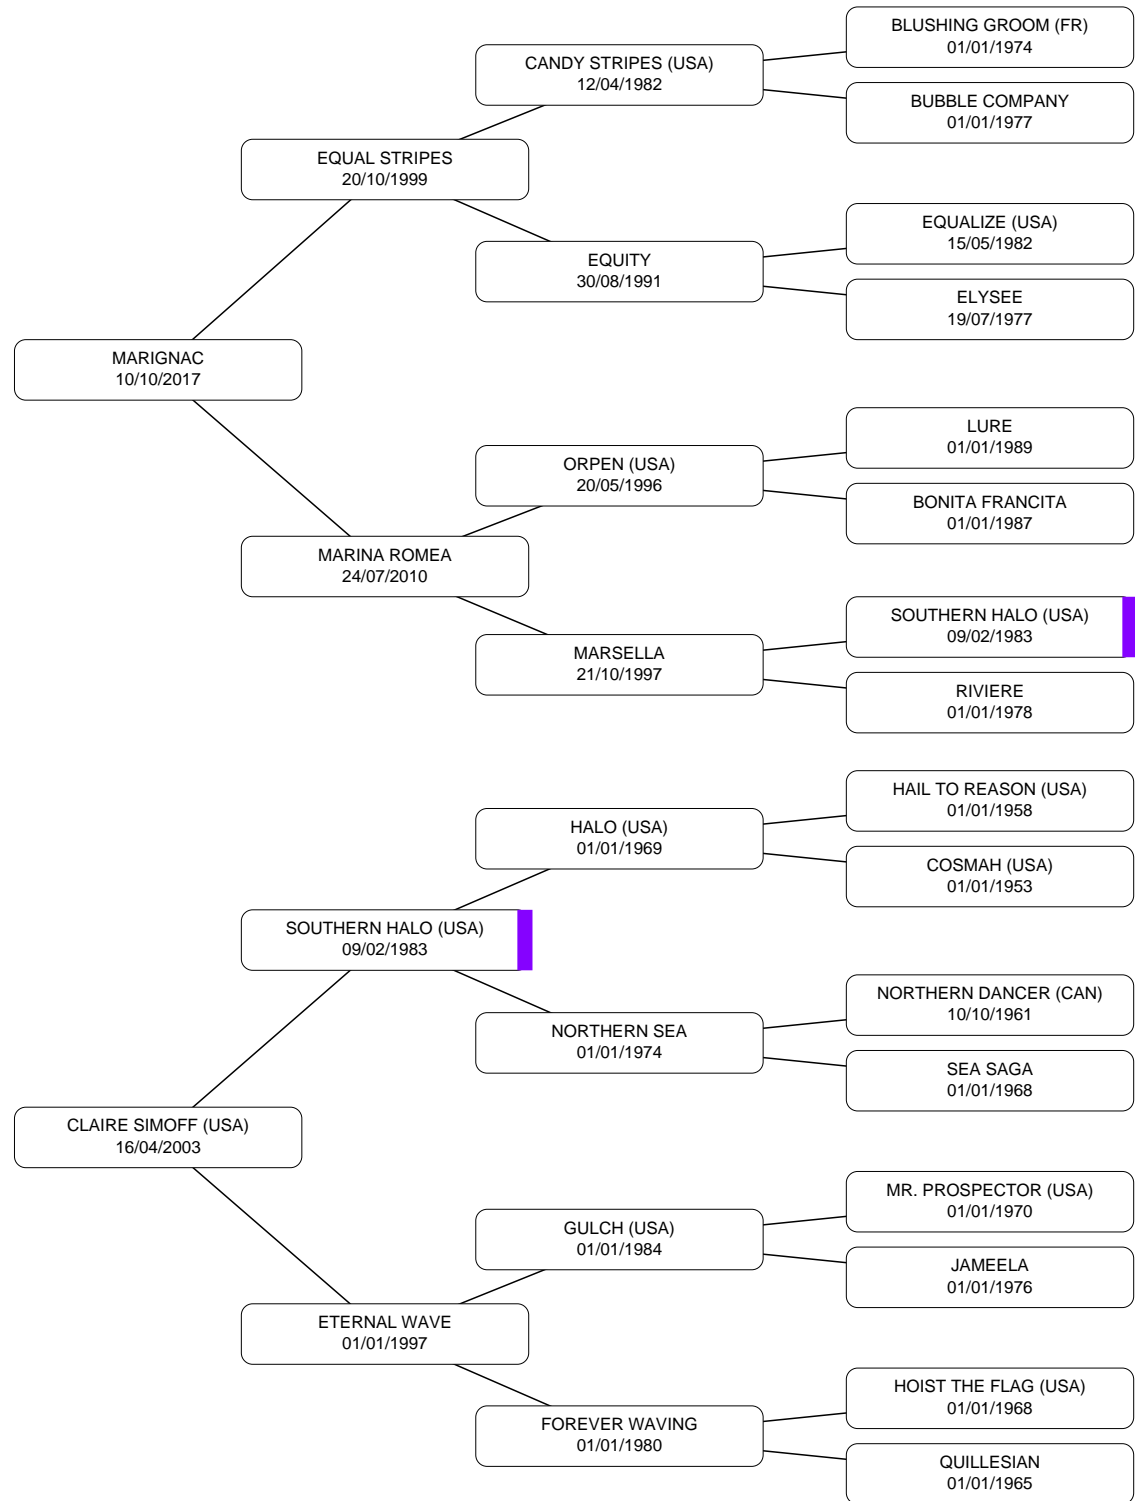 BLUSHING GROOM (FR)
01/01/1974
CANDY STRIPES (USA)
12/04/1982
BUBBLE COMPANY
01/01/1977
EQUAL STRIPES
20/10/1999
EQUALIZE (USA)
15/05/1982
EQUITY
30/08/1991
ELYSEE
19/07/1977
MARIGNAC
10/10/2017
LURE
01/01/1989
ORPEN (USA)
20/05/1996
BONITA FRANCITA
01/01/1987
MARINA ROMEA
24/07/2010
SOUTHERN HALO (USA)
09/02/1983
MARSELLA
21/10/1997
RIVIERE
01/01/1978
HAIL TO REASON (USA)
01/01/1958
HALO (USA)
01/01/1969
COSMAH (USA)
01/01/1953
SOUTHERN HALO (USA)
09/02/1983
NORTHERN DANCER (CAN)
10/10/1961
NORTHERN SEA
01/01/1974
SEA SAGA
01/01/1968
CLAIRE SIMOFF (USA)
16/04/2003
MR. PROSPECTOR (USA)
01/01/1970
GULCH (USA)
01/01/1984
JAMEELA
01/01/1976
ETERNAL WAVE
01/01/1997
HOIST THE FLAG (USA)
01/01/1968
FOREVER WAVING
01/01/1980
QUILLESIAN
01/01/1965